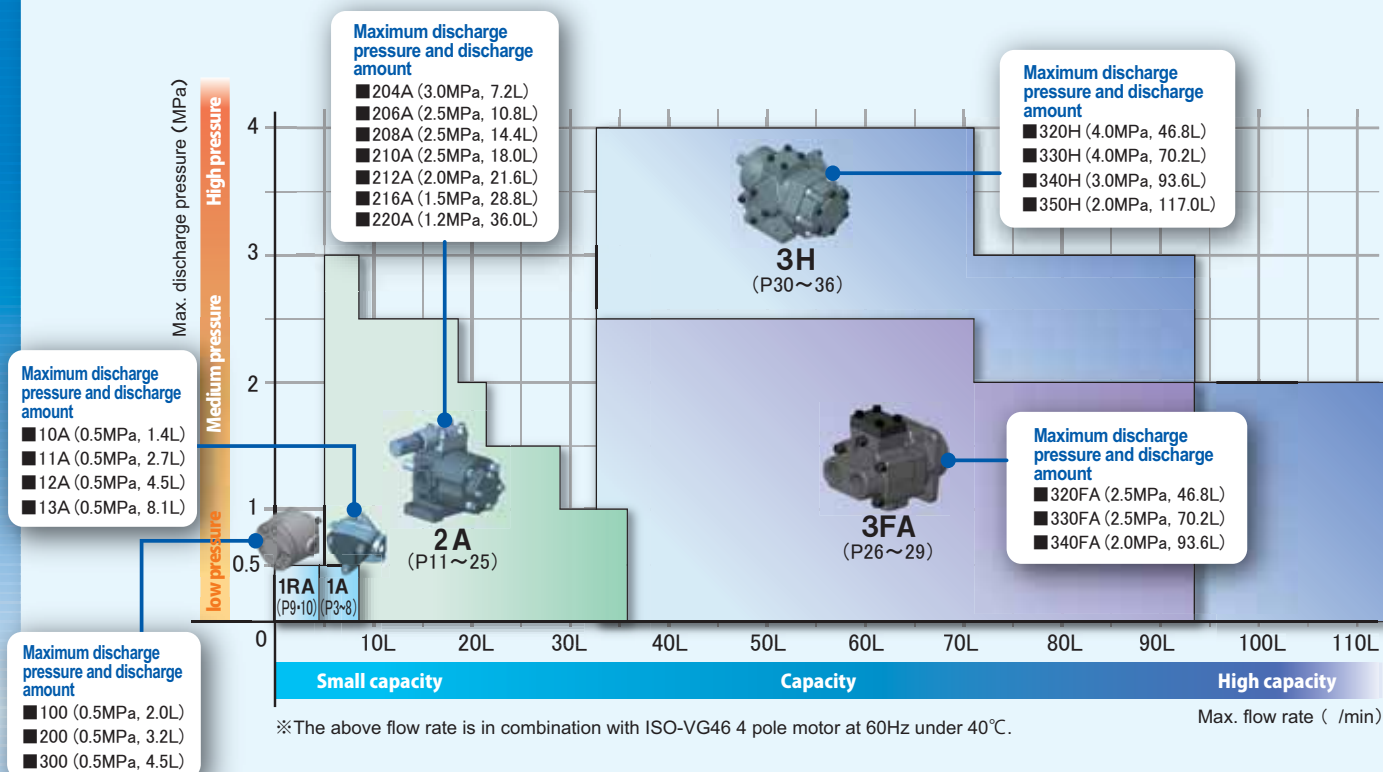 Maximum discharge
pressure and discharge
amount
■204A (3.0MPa, 7.2L)
■206A (2.5MPa, 10.8L)
■208A (2.5MPa, 14.4L)
■210A (2.5MPa, 18.0L)
■212A (2.0MPa, 21.6L)
■216A (1.5MPa, 28.8L)
■220A (1.2MPa, 36.0L)
Maximum discharge
pressure and discharge
amount
■320H (4.0MPa, 46.8L)
■330H (4.0MPa, 70.2L)
■340H (3.0MPa, 93.6L)
■350H (2.0MPa, 117.0L)
Max. discharge pressure (MPa)
High pressure
Medium pressure
low pressure
4
3
2
1
0.5
0
3H
(P30～36)
Maximum discharge
pressure and discharge
amount
■10A (0.5MPa, 1.4L)
■11A (0.5MPa, 2.7L)
■12A (0.5MPa, 4.5L)
■13A (0.5MPa, 8.1L)
Maximum discharge
pressure and discharge
amount
■320FA (2.5MPa, 46.8L)
■330FA (2.5MPa, 70.2L)
■340FA (2.0MPa, 93.6L)
2A
(P11～25)
3FA
(P26～29)
1RA
(P9･10)
1A
(P3~8)
10L 20L 30L 40L 50L 60L 70L 80L 90L 100L 110L
Small capacity Capacity High capacity
Maximum discharge
pressure and discharge
amount
■100 (0.5MPa, 2.0L)
■200 (0.5MPa, 3.2L)
■300 (0.5MPa, 4.5L)
※The above flow rate is in combination with ISO-VG46 4 pole motor at 60Hz under 40℃.
Max. flow rate ( /min)